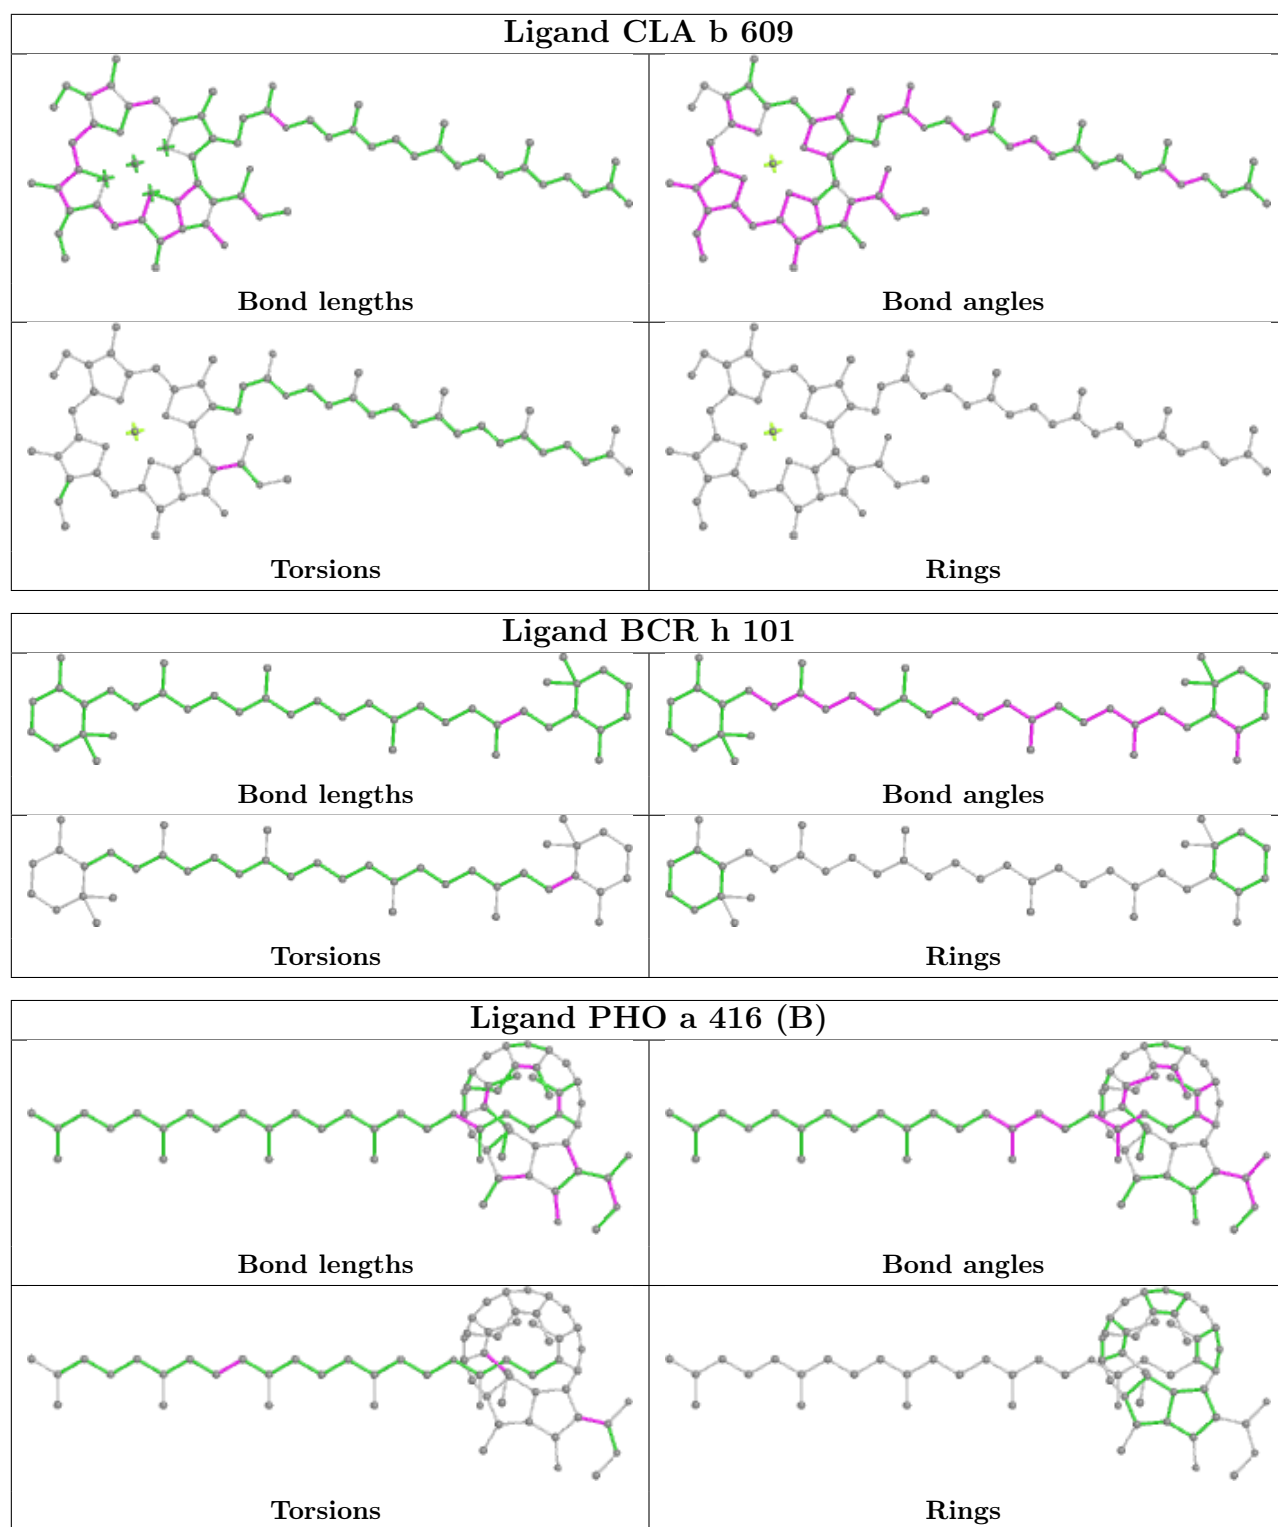 Ligand CLA b 609
Bond lengths
Bond angles
Torsions
Rings
Ligand BCR h 101
Bond lengths
Bond angles
Torsions
Rings
Ligand PHO a 416 (B)
Bond lengths
Bond angles
Torsions
Rings